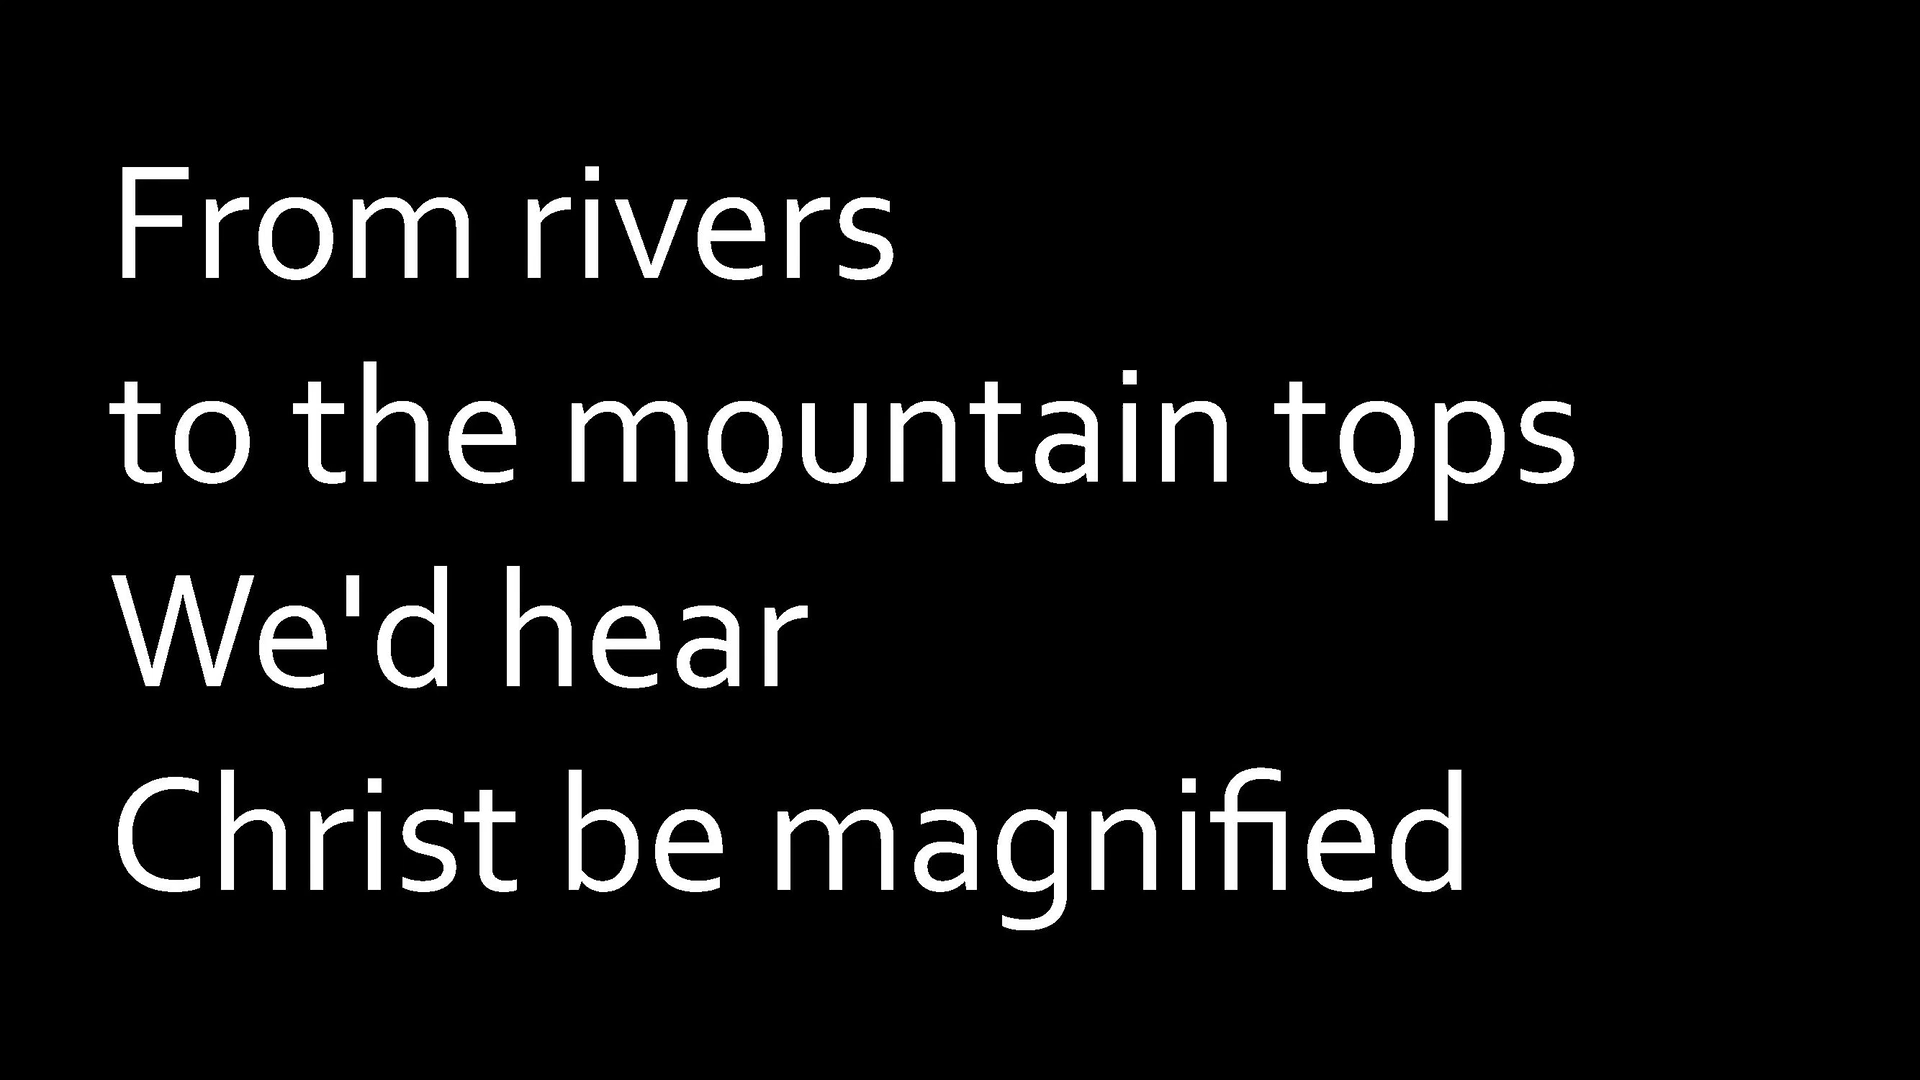 From rivers
to the mountain tops
We'd hear
Christ be magnified